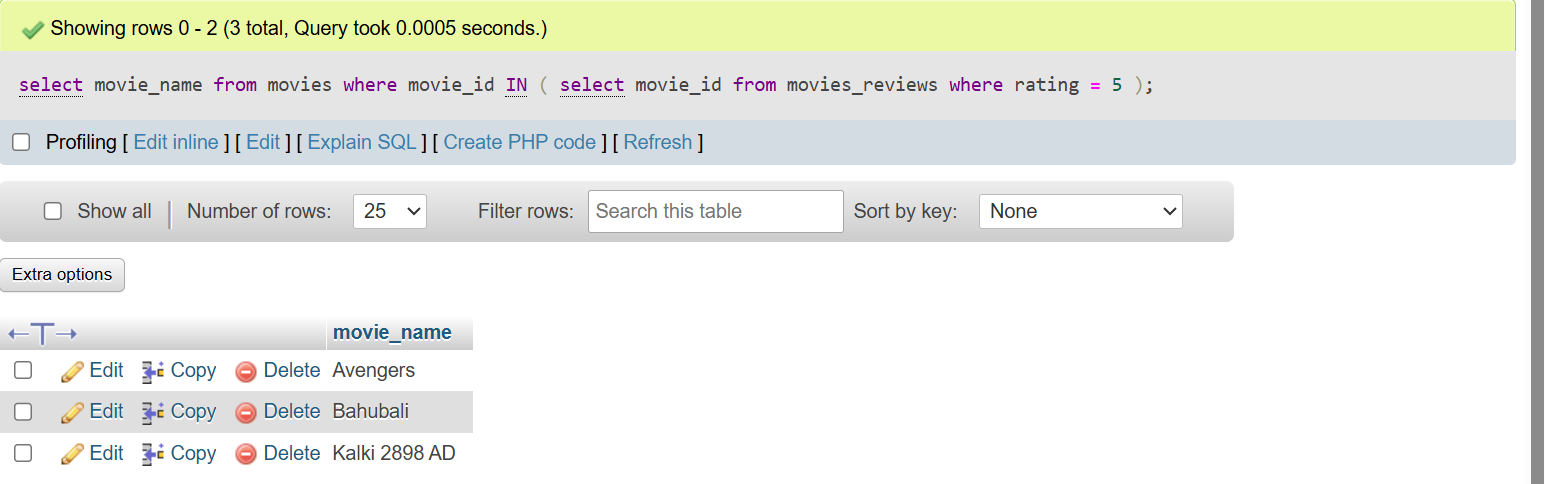 Showing rows 0 - 2 (3 total, Query took 0.0005 seconds.)
select movie_name from movies where movie_id IN ( select movie_id from movies_reviews where rating = 5 );
Profiling [ Edit inline ] [ Edit ] [ Explain SQL ] [ Create PHP code ] [ Refresh ]
Show all | Number of rows: 25 Filter rows: Search this table Sort by key: None
Extra options
←T→ movie_name
Edit Copy Delete Avengers
Edit Copy Delete Bahubali
Edit Copy Delete Kalki 2898 AD